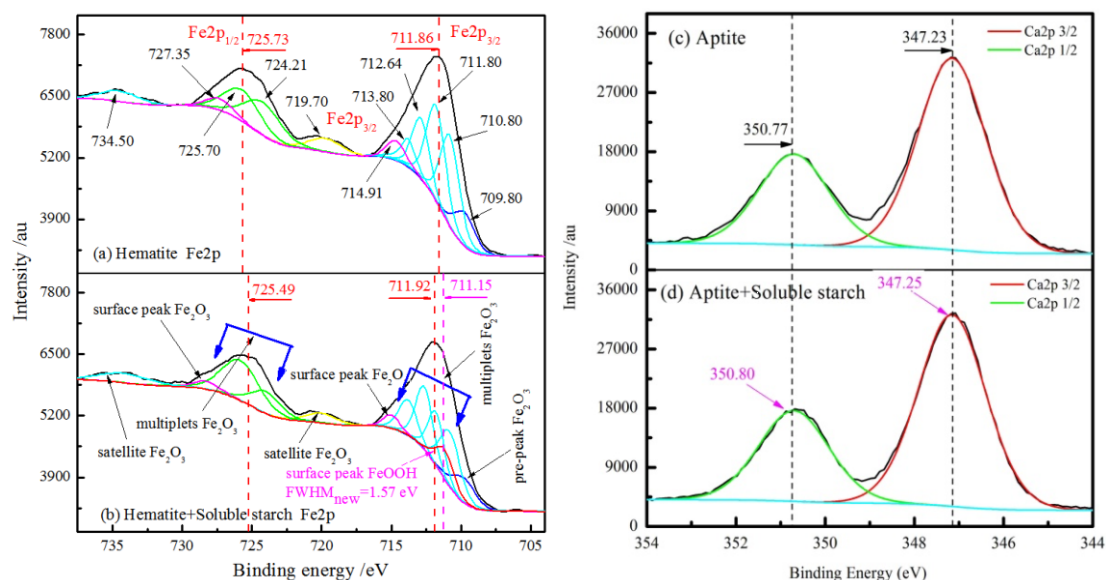 Fe2p1/2
725.73
711.86
Fe2p3/2
727.35
724.21
712.64
711.80
719.70
Fe2p3/2
713.80
710.80
734.50
725.70
714.91
709.80
7800
6500
5200
3900
(a) Hematite Fe2p
Intensity /au
725.49
711.92
711.15
surface peak Fe2O3
surface peak Fe2O
multiplets Fe2O3
pre-peak Fe2O3
multiplets Fe2O3
satellite Fe2O3
satellite Fe2O3
surface peak FeOOH
FWHMnew=1.57 eV
7800
6500
5200
3900
(b) Hematite+Soluble starch Fe2p
735 730 725 720 715 710 705
Binding energy /eV
(c) Aptite
Ca2p 3/2
Ca2p 1/2
347.23
350.77
36000
27000
18000
9000
0
Intensity /au
(d) Aptite+Soluble starch
Ca2p 3/2
Ca2p 1/2
347.25
350.80
36000
27000
18000
9000
0
354 352 350 348 346 344
Binding Energy (eV)